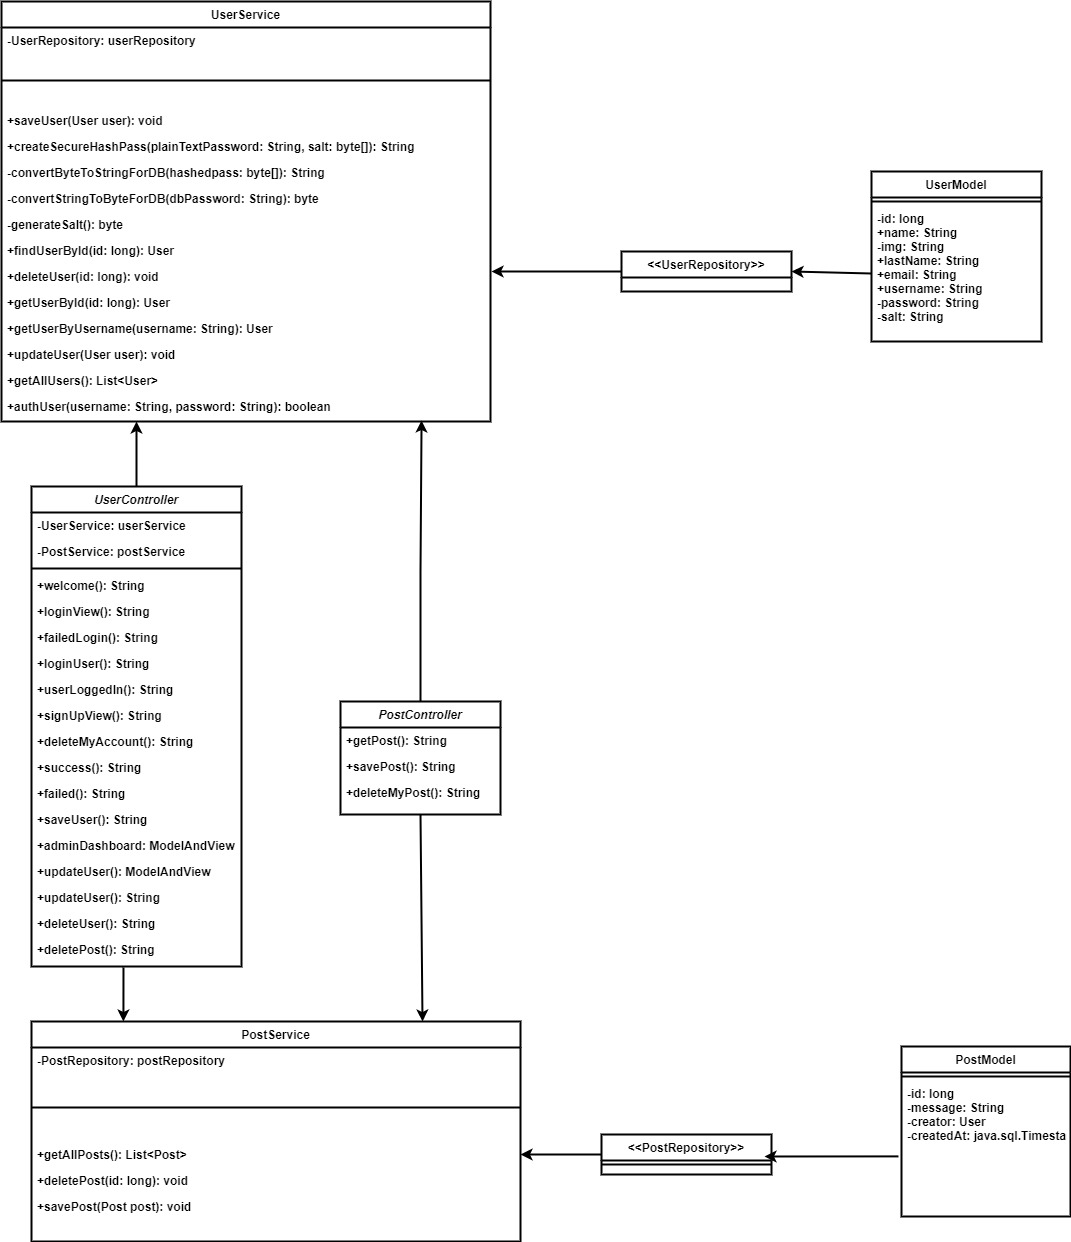 UserService
-UserRepository: userRepository
+saveUser(User user): void
+createSecureHashPass(plainTextPassword: String, salt: byte[]): String
-convertByteToStringForDB(hashedpass: byte[]): String
-convertStringToByteForDB(dbPassword: String): byte
-generateSalt(): byte
+findUserById(id: long): User
+deleteUser(id: long): void
+getUserById(id: long): User
+getUserByUsername(username: String): User
+updateUser(User user): void
+getAllUsers(): List<User>
+authUser(username: String, password: String): boolean
<<UserRepository>>
UserModel
-id: long
+name: String
-img: String
+lastName: String
+email: String
+username: String
-password: String
-salt: String
UserController
-UserService: userService
-PostService: postService
+welcome(): String
+loginView(): String
+failedLogin(): String
+loginUser(): String
+userLoggedIn(): String
+signUpView(): String
+deleteMyAccount(): String
+success(): String
+failed(): String
+saveUser(): String
+adminDashboard: ModelAndView
+updateUser(): ModelAndView
+updateUser(): String
+deleteUser(): String
+deletePost(): String
PostController
+getPost(): String
+savePost(): String
+deleteMyPost(): String
PostService
-PostRepository: postRepository
+getAllPosts(): List<Post>
+deletePost(id: long): void
+savePost(Post post): void
<<PostRepository>>
PostModel
-id: long
-message: String
-creator: User
-createdAt: java.sql.Timesta